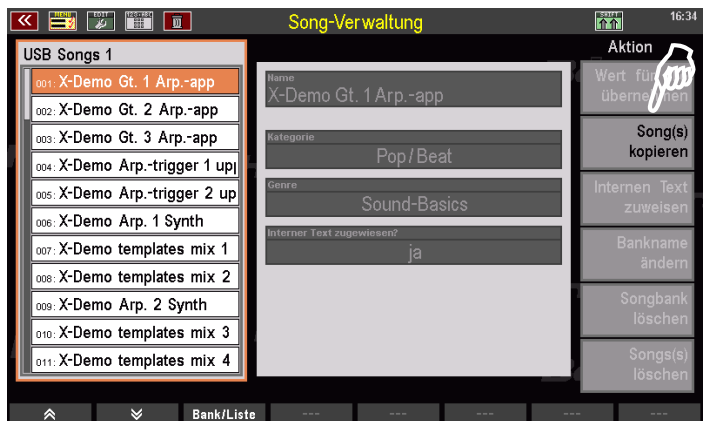 MENU
EDIT
123+ABC
Song-Verwaltung
SHIFT
16:34
USB Songs 1
001: X-Demo Gt. 1 Arp.-app
002: X-Demo Gt. 2 Arp.-app
003: X-Demo Gt. 3 Arp.-app
004: X-Demo Arp.-trigger 1 upp
005: X-Demo Arp.-trigger 2 up
006: X-Demo Arp. 1 Synth
007: X-Demo templates mix 1
008: X-Demo templates mix 2
009: X-Demo Arp. 2 Synth
010: X-Demo templates mix 3
011: X-Demo templates mix 4
Name
X-Demo Gt. 1 Arp.-app
Kategorie
Pop/Beat
Genre
Sound-Basics
Interner Text zugewiesen?
ja
Aktion
Wert für
Song(s)
kopieren
Internen Text
zuweisen
Bankname
ändern
Songbank
löschen
Songs(s)
löschen
Bank/Liste
---
---
---
---
---